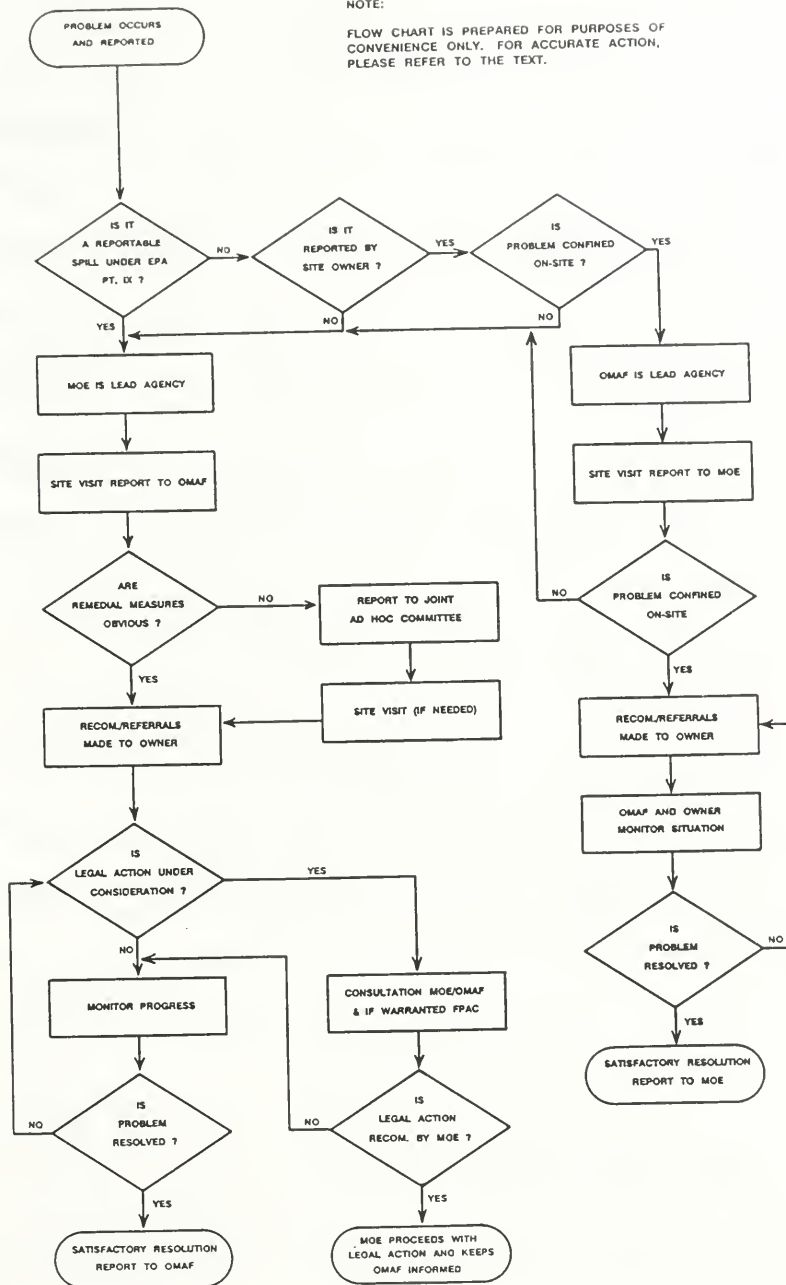 NOTE:
FLOW CHART IS PREPARED FOR PURPOSES OF
CONVENIENCE ONLY. FOR ACCURATE ACTION,
PLEASE REFER TO THE TEXT.
PROBLEM OCCURS
AND REPORTED
IS IT
A REPORTABLE
SPILL UNDER EPA
PT. IX ?
NO
IS IT
REPORTED BY
SITE OWNER ?
YES
IS
PROBLEM CONFINED
ON-SITE ?
YES
YES
NO
NO
MOE IS LEAD AGENCY
SITE VISIT REPORT TO OMAF
ARE
REMEDIAL MEASURES
OBVIOUS ?
NO
REPORT TO JOINT
AD HOC COMMITTEE
SITE VISIT (IF NEEDED)
YES
RECOM./REFERRALS
MADE TO OWNER
IS
LEGAL ACTION UNDER
CONSIDERATION ?
YES
NO
MONITOR PROGRESS
IS
PROBLEM
RESOLVED ?
NO
YES
SATISFACTORY RESOLUTION
REPORT TO OMAF
CONSULTATION MOE/OMAF
& IF WARRANTED FPAC
IS
LEGAL ACTION
RECOM. BY MOE ?
NO
YES
MOE PROCEEDS WITH
LEGAL ACTION AND KEEPS
OMAF INFORMED
OMAF IS LEAD AGENCY
SITE VISIT REPORT TO MOE
IS
PROBLEM CONFINED
ON-SITE
NO
YES
RECOM./REFERRALS
MADE TO OWNER
OMAF AND OWNER
MONITOR SITUATION
IS
PROBLEM
RESOLVED ?
NO
YES
SATISFACTORY RESOLUTION
REPORT TO MOE